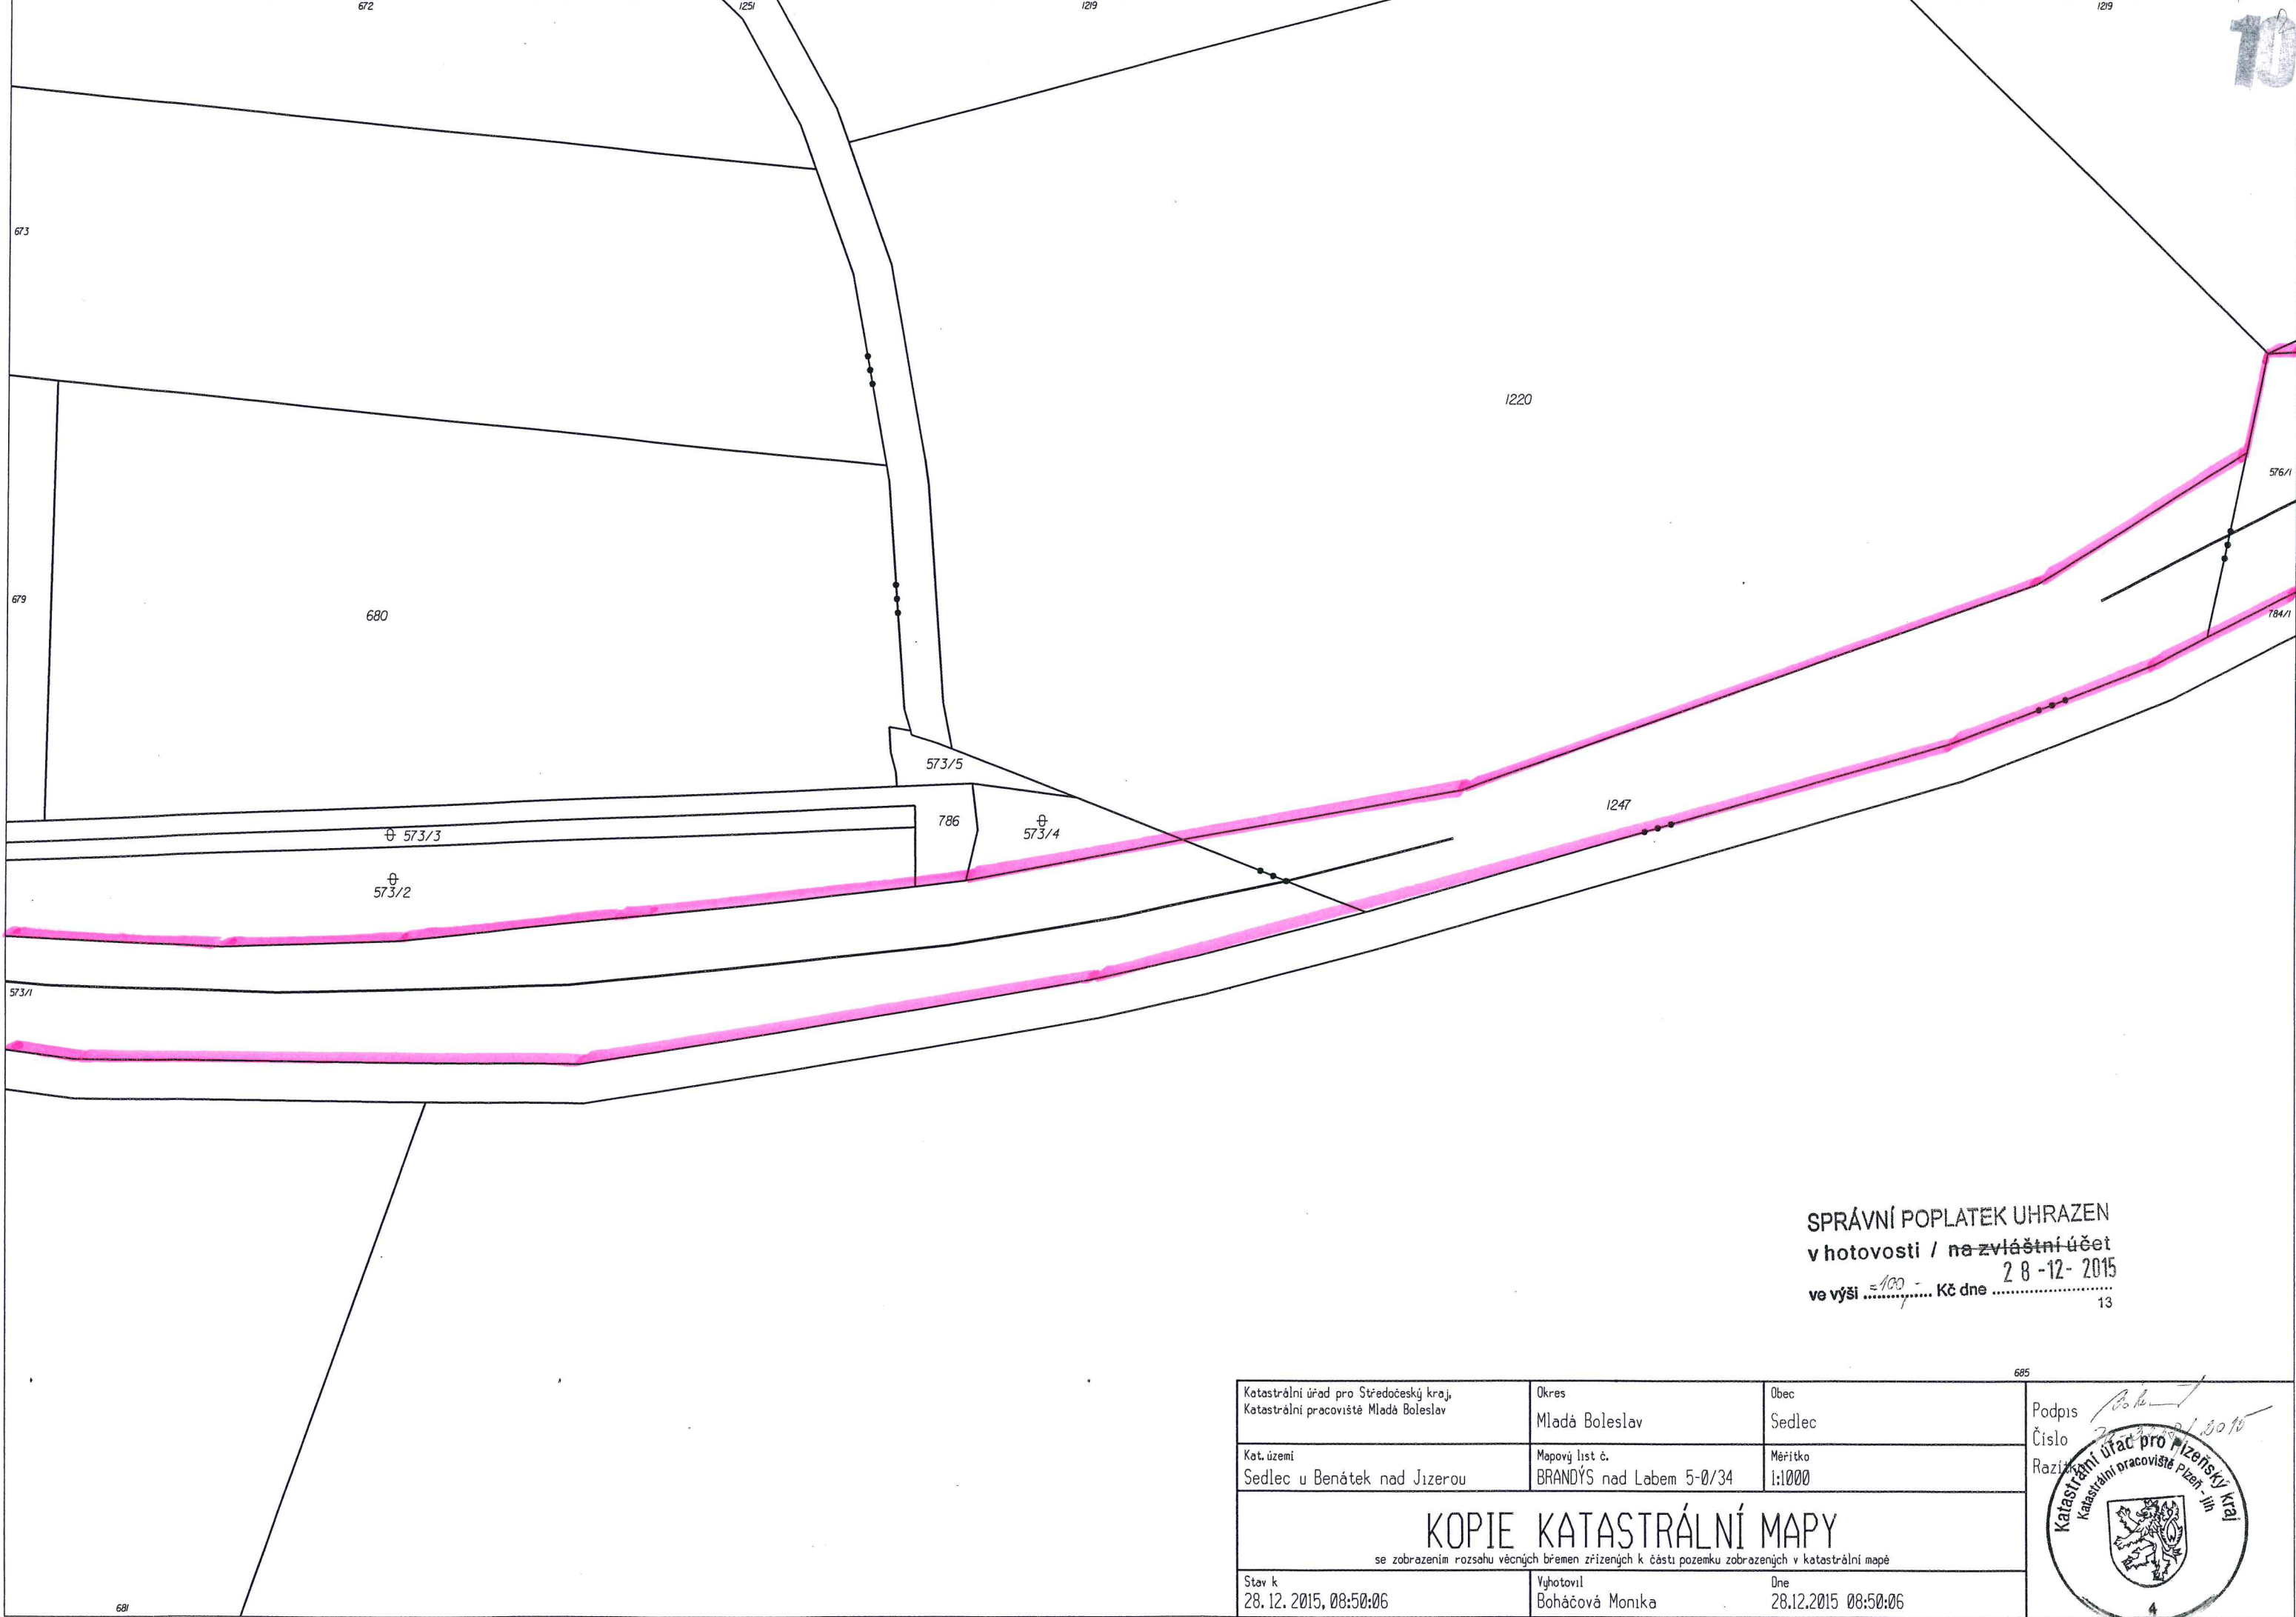 672
1251
1219
1219
10
673
1220
576/1
679
680
784/1
573/5
1247
786
573/4
573/3
573/2
573/1
SPRÁVNÍ POPLATEK UHRAZEN
v hotovosti / na zvláštní účet
ve výši =100,- Kč dne 28-12-2015
13
685
Katastrální úřad pro Středočeský kraj,
Katastrální pracoviště Mladá Boleslav
Okres
Mladá Boleslav
Obec
Sedlec
Kat. území
Sedlec u Benátek nad Jizerou
Mapový list č.
BRANDÝS nad Labem 5-0/34
Měřítko
1:1000
KOPIE KATASTRÁLNÍ MAPY
se zobrazením rozsahu věcných břemen zřízených k části pozemku zobrazených v katastrální mapě
Stav k
28. 12. 2015, 08:50:06
Vyhotovil
Boháčová Monika
Dne
28.12.2015 08:50:06
Podpis
Číslo 2015
Razítko
Katastrální úřad pro Plzeňský kraj
Katastrální pracoviště Plzeň - jih
4
681